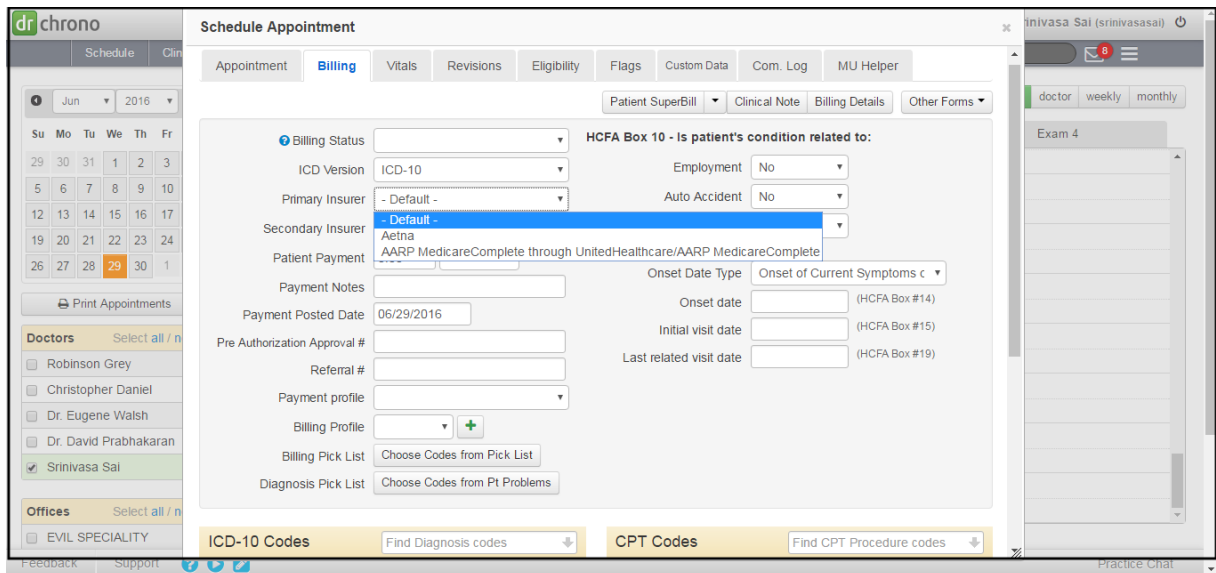 dr chrono
Schedule Appointment
×
rinivasa Sai (srinivasasai)
Schedule
Clin
8
Appointment
Billing
Vitals
Revisions
Eligibility
Flags
Custom Data
Com. Log
MU Helper
Patient SuperBill
Clinical Note
Billing Details
Other Forms
Jun
2016
doctor
weekly
monthly
Exam 4
Su Mo Tu We Th Fr
29 30 31 1 2 3
5 6 7 8 9 10
12 13 14 15 16 17
19 20 21 22 23 24
26 27 28 29 30 1
Print Appointments
Doctors Select all / n
Robinson Grey
Christopher Daniel
Dr. Eugene Walsh
Dr. David Prabhakaran
Srinivasa Sai
Offices Select all / n
EVIL SPECIALITY
Billing Status
ICD Version ICD-10
Primary Insurer - Default -
- Default -
Aetna
AARP MedicareComplete through UnitedHealthcare/AARP MedicareComplete
Secondary Insurer
Patient Payment
Payment Notes
Payment Posted Date 06/29/2016
Pre Authorization Approval #
Referral #
Payment profile
Billing Profile
Billing Pick List Choose Codes from Pick List
Diagnosis Pick List Choose Codes from Pt Problems
HCFA Box 10 - Is patient's condition related to:
Employment No
Auto Accident No
Onset Date Type Onset of Current Symptoms
Onset date (HCFA Box #14)
Initial visit date (HCFA Box #15)
Last related visit date (HCFA Box #19)
ICD-10 Codes Find Diagnosis codes
CPT Codes Find CPT Procedure codes
Feedback
Support
Practice Chat